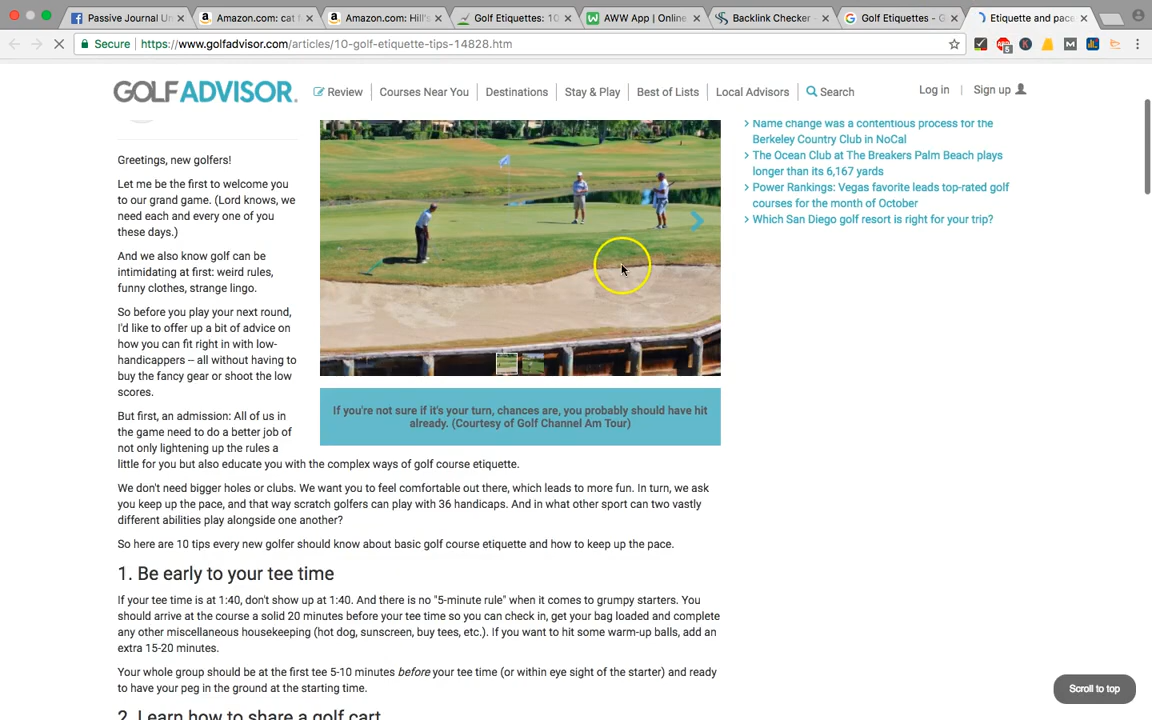 Passive Journal Un
Amazon.com: cat f
Amazon.com: Hill's
Golf Etiquettes: 10
AWW App | Online
Backlink Checker -
Golf Etiquettes - G
Etiquette and pace
Secure
https://www.golfadvisor.com/articles/10-golf-etiquette-tips-14828.htm
GOLFADVISOR.
Review
Courses Near You
Destinations
Stay & Play
Best of Lists
Local Advisors
Search
Log in
Sign up
Greetings, new golfers!
Let me be the first to welcome you
to our grand game. (Lord knows, we
need each and every one of you
these days.)
And we also know golf can be
intimidating at first: weird rules,
funny clothes, strange lingo.
So before you play your next round,
I'd like to offer up a bit of advice on
how you can fit right in with low-
handicappers -- all without having to
buy the fancy gear or shoot the low
scores.
But first, an admission: All of us in
the game need to do a better job of
not only lightening up the rules a
little for you but also educate you with the complex ways of golf course etiquette.
If you're not sure if it's your turn, chances are, you probably should have hit
already. (Courtesy of Golf Channel Am Tour)
We don't need bigger holes or clubs. We want you to feel comfortable out there, which leads to more fun. In turn, we ask
you keep up the pace, and that way scratch golfers can play with 36 handicaps. And in what other sport can two vastly
different abilities play alongside one another?
So here are 10 tips every new golfer should know about basic golf course etiquette and how to keep up the pace.
1. Be early to your tee time
If your tee time is at 1:40, don't show up at 1:40. And there is no "5-minute rule" when it comes to grumpy starters. You
should arrive at the course a solid 20 minutes before your tee time so you can check in, get your bag loaded and complete
any other miscellaneous housekeeping (hot dog, sunscreen, buy tees, etc.). If you want to hit some warm-up balls, add an
extra 15-20 minutes.
Your whole group should be at the first tee 5-10 minutes before your tee time (or within eye sight of the starter) and ready
to have your peg in the ground at the starting time.
2. Learn how to share a golf cart
Name change was a contentious process for the
Berkeley Country Club in NoCal
The Ocean Club at The Breakers Palm Beach plays
longer than its 6,167 yards
Power Rankings: Vegas favorite leads top-rated golf
courses for the month of October
Which San Diego golf resort is right for your trip?
Scroll to top